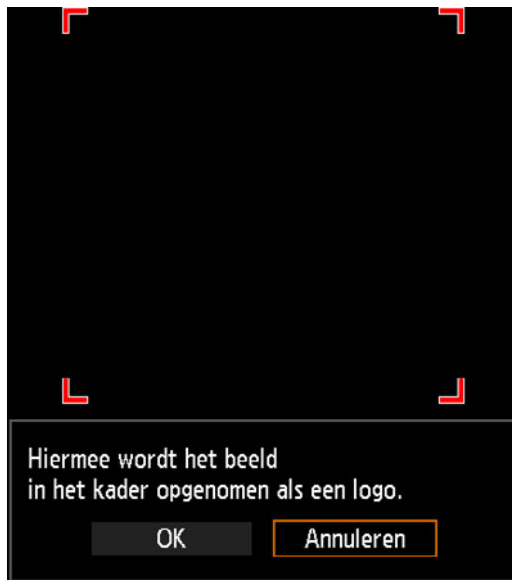 Hiermee wordt het beeld
in het kader opgenomen als een logo.
OK Annuleren